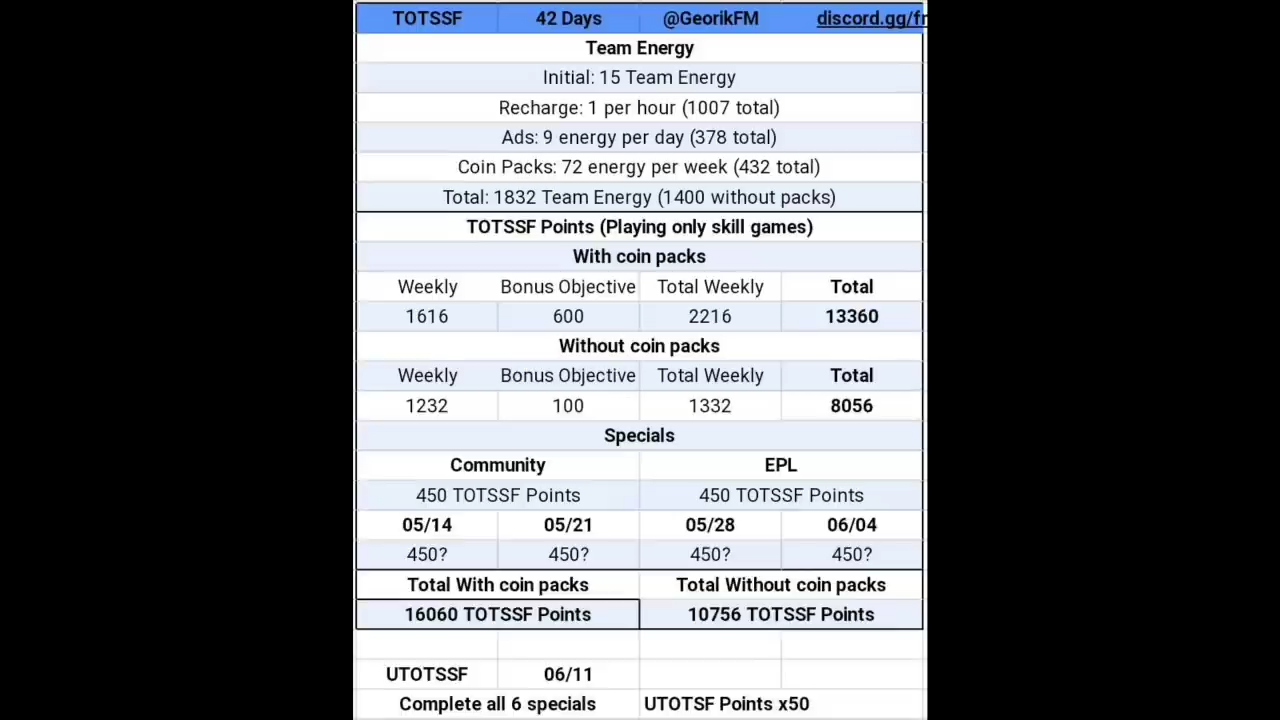 TOTSSF 42 Days @GeorikFM discord.gg/fr
Team Energy
Initial: 15 Team Energy
Recharge: 1 per hour (1007 total)
Ads: 9 energy per day (378 total)
Coin Packs: 72 energy per week (432 total)
Total: 1832 Team Energy (1400 without packs)
TOTSSF Points (Playing only skill games)
With coin packs
Weekly Bonus Objective Total Weekly Total
1616 600 2216 13360
Without coin packs
Weekly Bonus Objective Total Weekly Total
1232 100 1332 8056
Specials
Community EPL
450 TOTSSF Points 450 TOTSSF Points
05/14 05/21 05/28 06/04
450? 450? 450? 450?
Total With coin packs Total Without coin packs
16060 TOTSSF Points 10756 TOTSSF Points
UTOTSSF 06/11
Complete all 6 specials UTOTSF Points x50